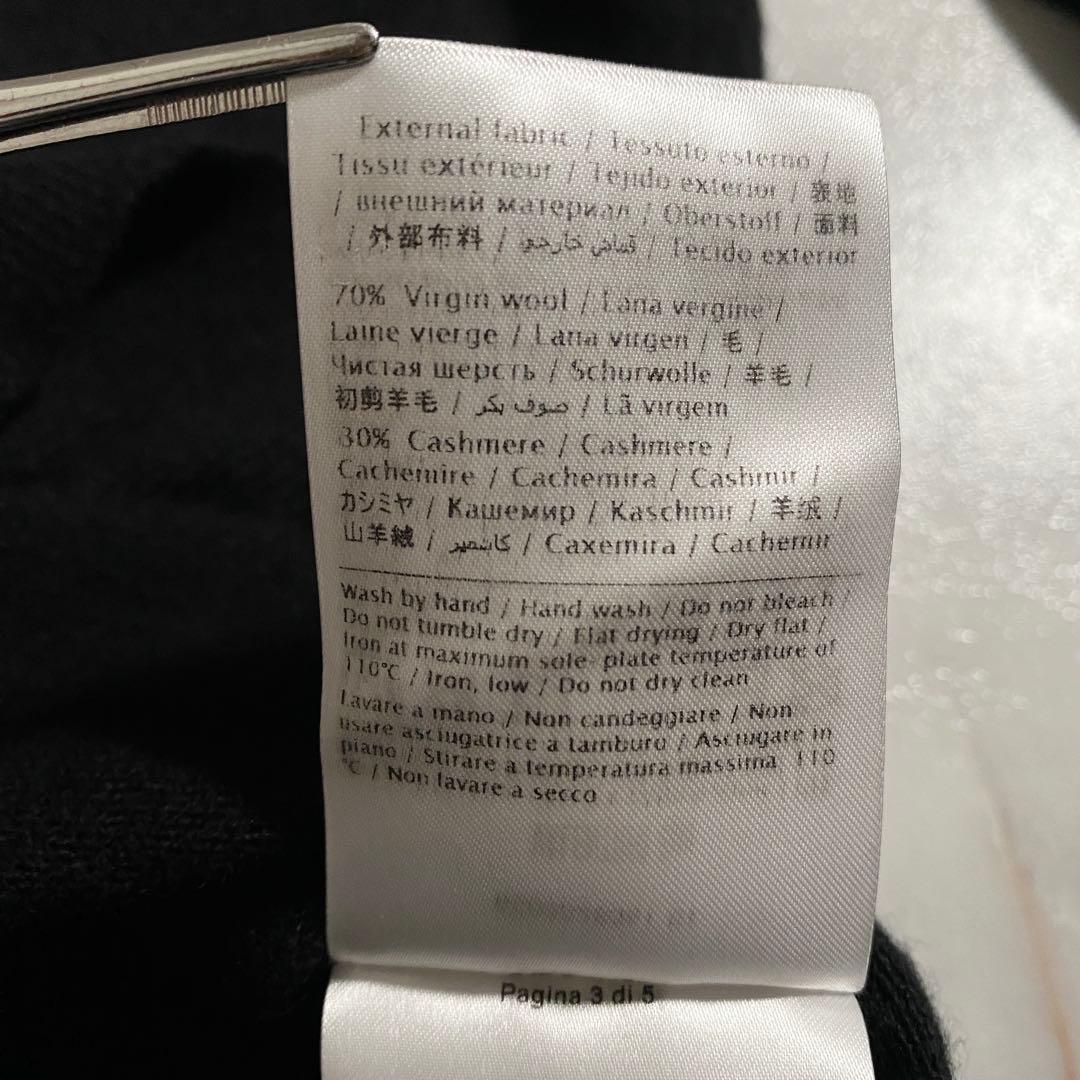 External fabric / Tessuto esterno /
Tissu extérieur / Tejido exterior / 表地
/ внешний материал / Oberstoff / 面料
/ 外部布料 / قماش خارجي / Tecido exterior
70% Virgin wool / Lana vergine /
Laine vierge / Lana virgen / 毛 /
Чистая шерсть / Schurwolle / 羊毛 /
初剪羊毛 / صوف بكر / Lã virgem
30% Cashmere / Cashmere /
Cachemire / Cachemira / Cashmir /
カシミヤ / Кашемир / Kaschmir / 羊绒 /
山羊絨 / كاشمير / Caxemira / Cachemir
Wash by hand / Hand wash / Do not bleach /
Do not tumble dry / Flat drying / Dry flat /
Iron at maximum sole- plate temperature of
110°C / Iron, low / Do not dry clean
Lavare a mano / Non candeggiare / Non
usare asciugatrice a tamburo / Asciugare in
piano / Stirare a temperatura massima 110
°C / Non lavare a secco
Pagina 3 di 5